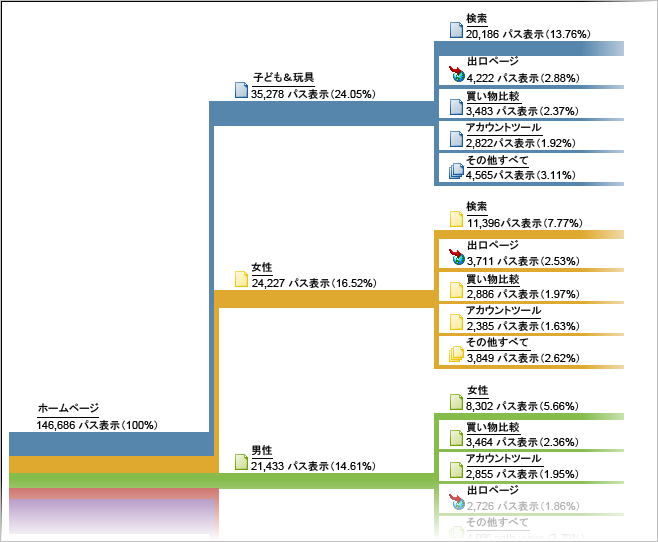 検索
20,186 パス表示(13.76%)
出口ページ
4,222 パス表示(2.88%)
子ども&玩具
35,278 パス表示(24.05%)
買い物比較
3,483 パス表示(2.37%)
アカウントツール
2,822パス表示(1.92%)
その他すべて
4,565パス表示(3.11%)
検索
11,396パス表示(7.77%)
出口ページ
3,711 パス表示(2.53%)
女性
24,227 パス表示(16.52%)
買い物比較
2,886 パス表示(1.97%)
アカウントツール
2,385 パス表示(1.63%)
その他すべて
3,849 パス表示(2.62%)
ホームページ
146,686 パス表示(100%)
女性
8,302 パス表示(5.66%)
買い物比較
3,464 パス表示(2.36%)
男性
21,433 パス表示(14.61%)
アカウントツール
2,855 パス表示(1.95%)
出口ページ
2,726 パス表示(1.86%)
その他すべて